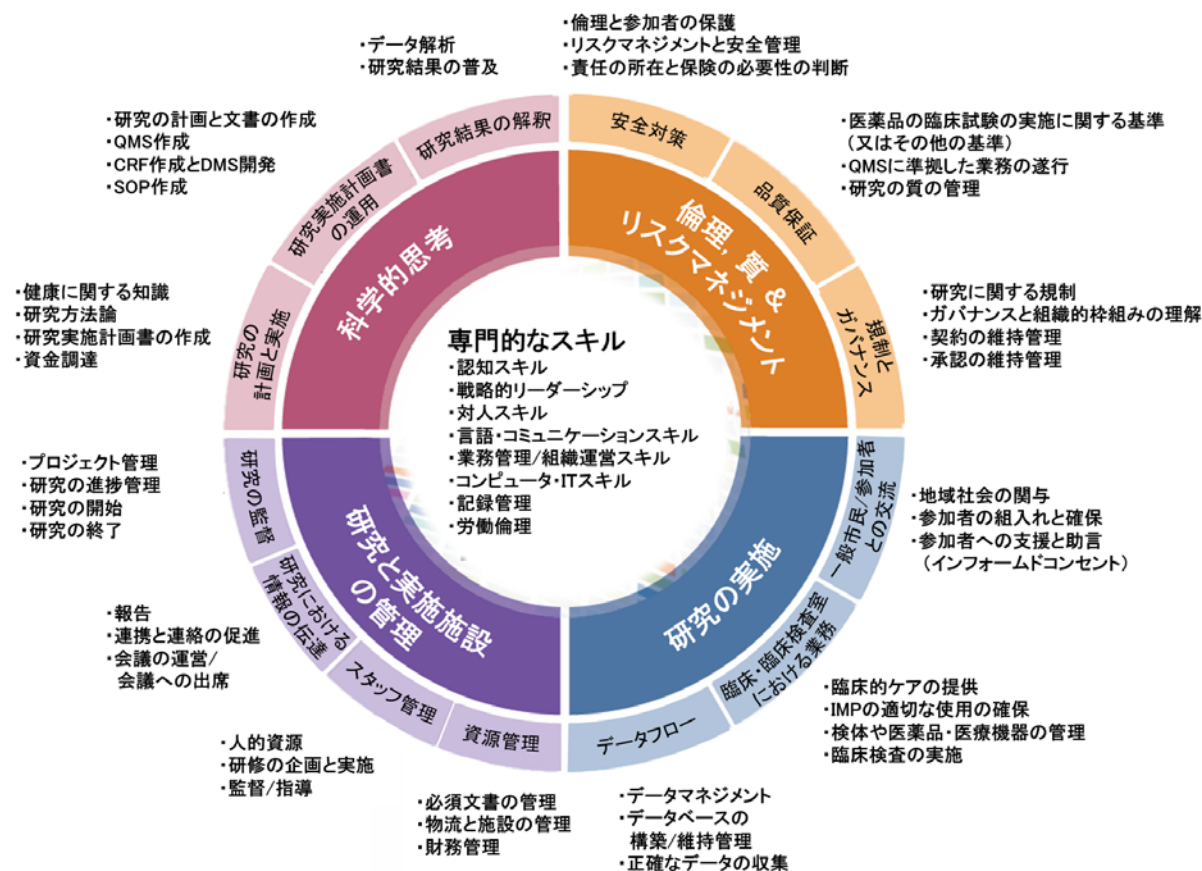 ・データ解析
・研究結果の普及
・倫理と参加者の保護
・リスクマネジメントと安全管理
・責任の所在と保険の必要性の判断
・研究の計画と文書の作成
・QMS作成
・CRF作成とDMS開発
・SOP作成
研究結果の解釈
安全対策
・医薬品の臨床試験の実施に関する基準
(又はその他の基準)
・QMSに準拠した業務の遂行
・研究の質の管理
研究実施計画書
の運用
品質保証
科学的思考
倫理, 質 &
リスクマネジメント
・健康に関する知識
・研究方法論
・研究実施計画書の作成
・資金調達
研究の
計画と実施
規制と
ガバナンス
・研究に関する規制
・ガバナンスと組織的枠組みの理解
・契約の維持管理
・承認の維持管理
専門的なスキル
・認知スキル
・戦略的リーダーシップ
・対人スキル
・言語・コミュニケーションスキル
・業務管理/組織運営スキル
・コンピュータ・ITスキル
・記録管理
・労働倫理
・プロジェクト管理
・研究の進捗管理
・研究の開始
・研究の終了
研究の監督
一般市民/参加者
との交流
・地域社会の関与
・参加者の組入れと確保
・参加者への支援と助言
(インフォームドコンセント)
研究と実施施設
の管理
研究の実施
研究における
情報の伝達
臨床・臨床検査室
における業務
・報告
・連携と連絡の促進
・会議の運営/
会議への出席
スタッフ管理
資源管理
データフロー
・臨床的ケアの提供
・IMPの適切な使用の確保
・検体や医薬品・医療機器の管理
・臨床検査の実施
・人的資源
・研修の企画と実施
・監督/指導
・必須文書の管理
・物流と施設の管理
・財務管理
・データマネジメント
・データベースの
構築/維持管理
・正確なデータの収集